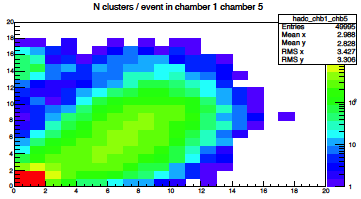 N clusters / event in chamber 1 chamber 5
hadc_chb1_chb5
Entries 49995
Mean x 2.988
Mean y 2.828
RMS x 3.427
RMS y 3.306
20
18
16
14
12
10
8
6
4
2
0
0 2 4 6 8 10 12 14 16 18 20
10
1